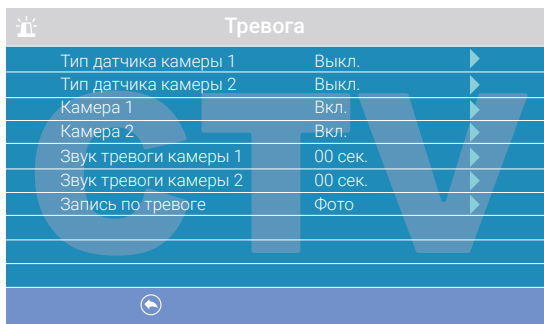 Тревога
Тип датчика камеры 1 Выкл.
Тип датчика камеры 2 Выкл.
Камера 1 Вкл.
Камера 2 Вкл.
Звук тревоги камеры 1 00 сек.
Звук тревоги камеры 2 00 сек.
Запись по тревоге Фото
CTV